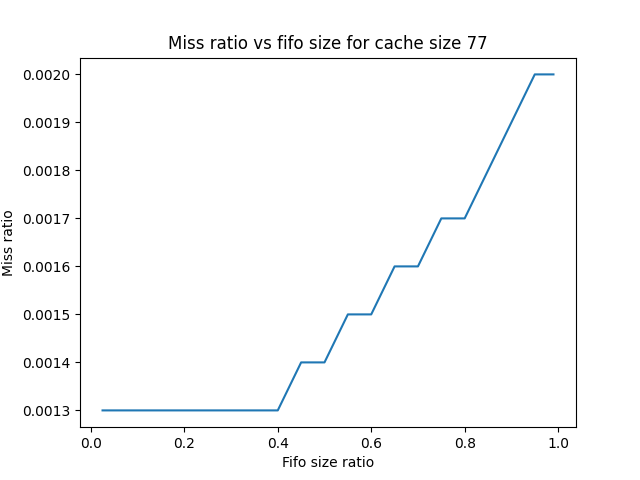 Miss ratio vs fifo size for cache size 77
Miss ratio
0.0020
0.0019
0.0018
0.0017
0.0016
0.0015
0.0014
0.0013
0.0 0.2 0.4 0.6 0.8 1.0
Fifo size ratio